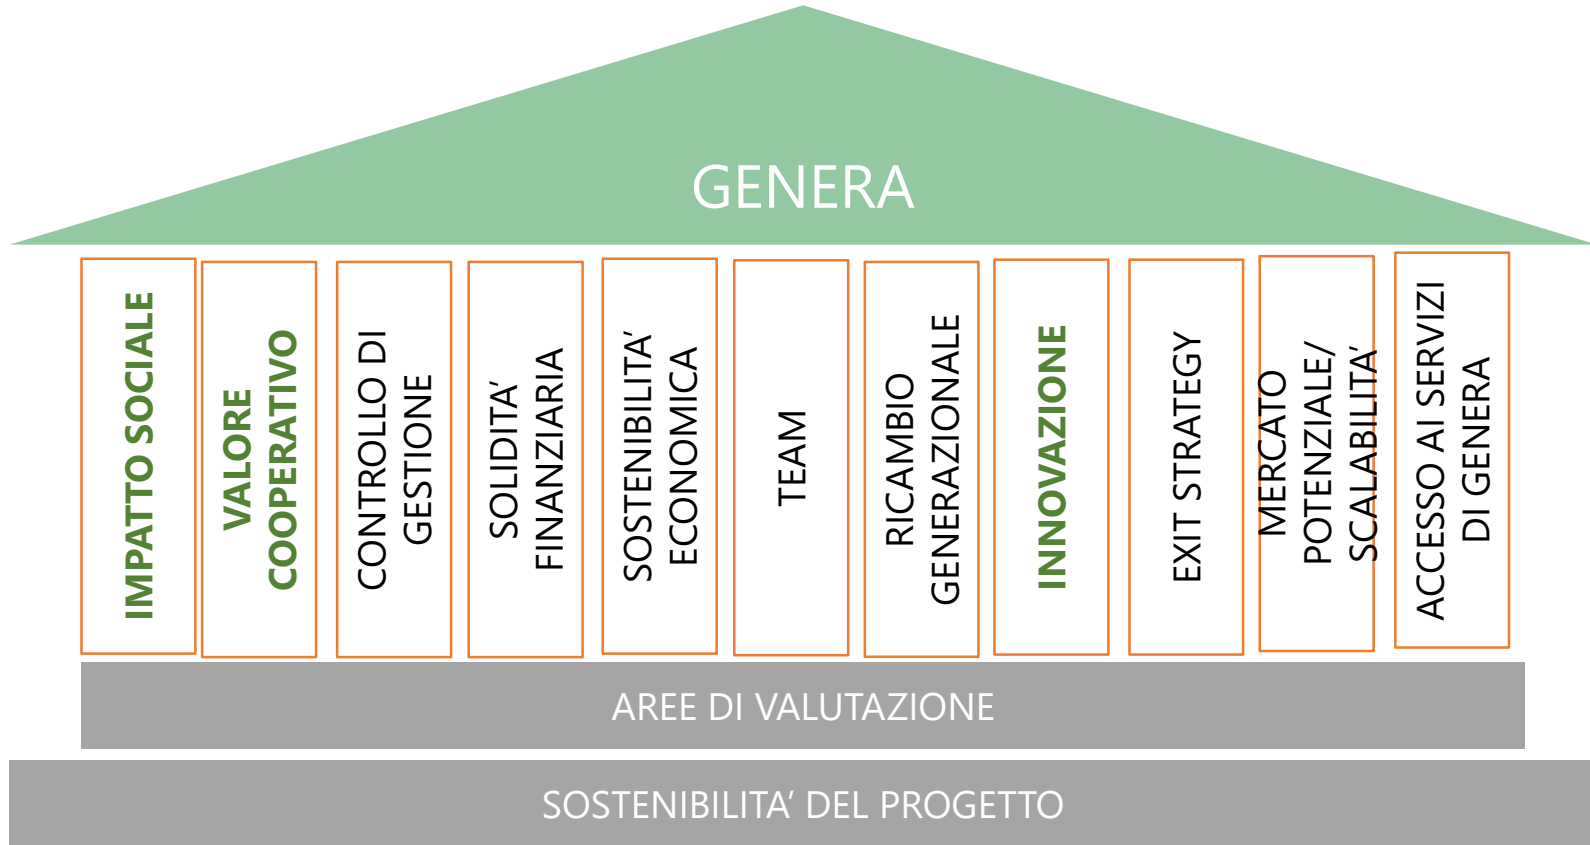 GENERA
IMPATTO SOCIALE
VALORE
COOPERATIVO
CONTROLLO DI
GESTIONE
SOLIDITA’
FINANZIARIA
SOSTENIBILITA’
ECONOMICA
TEAM
RICAMBIO
GENERAZIONALE
INNOVAZIONE
EXIT STRATEGY
MERCATO
POTENZIALE/
SCALABILITA’
ACCESSO AI SERVIZI
DI GENERA
AREE DI VALUTAZIONE
SOSTENIBILITA’ DEL PROGETTO